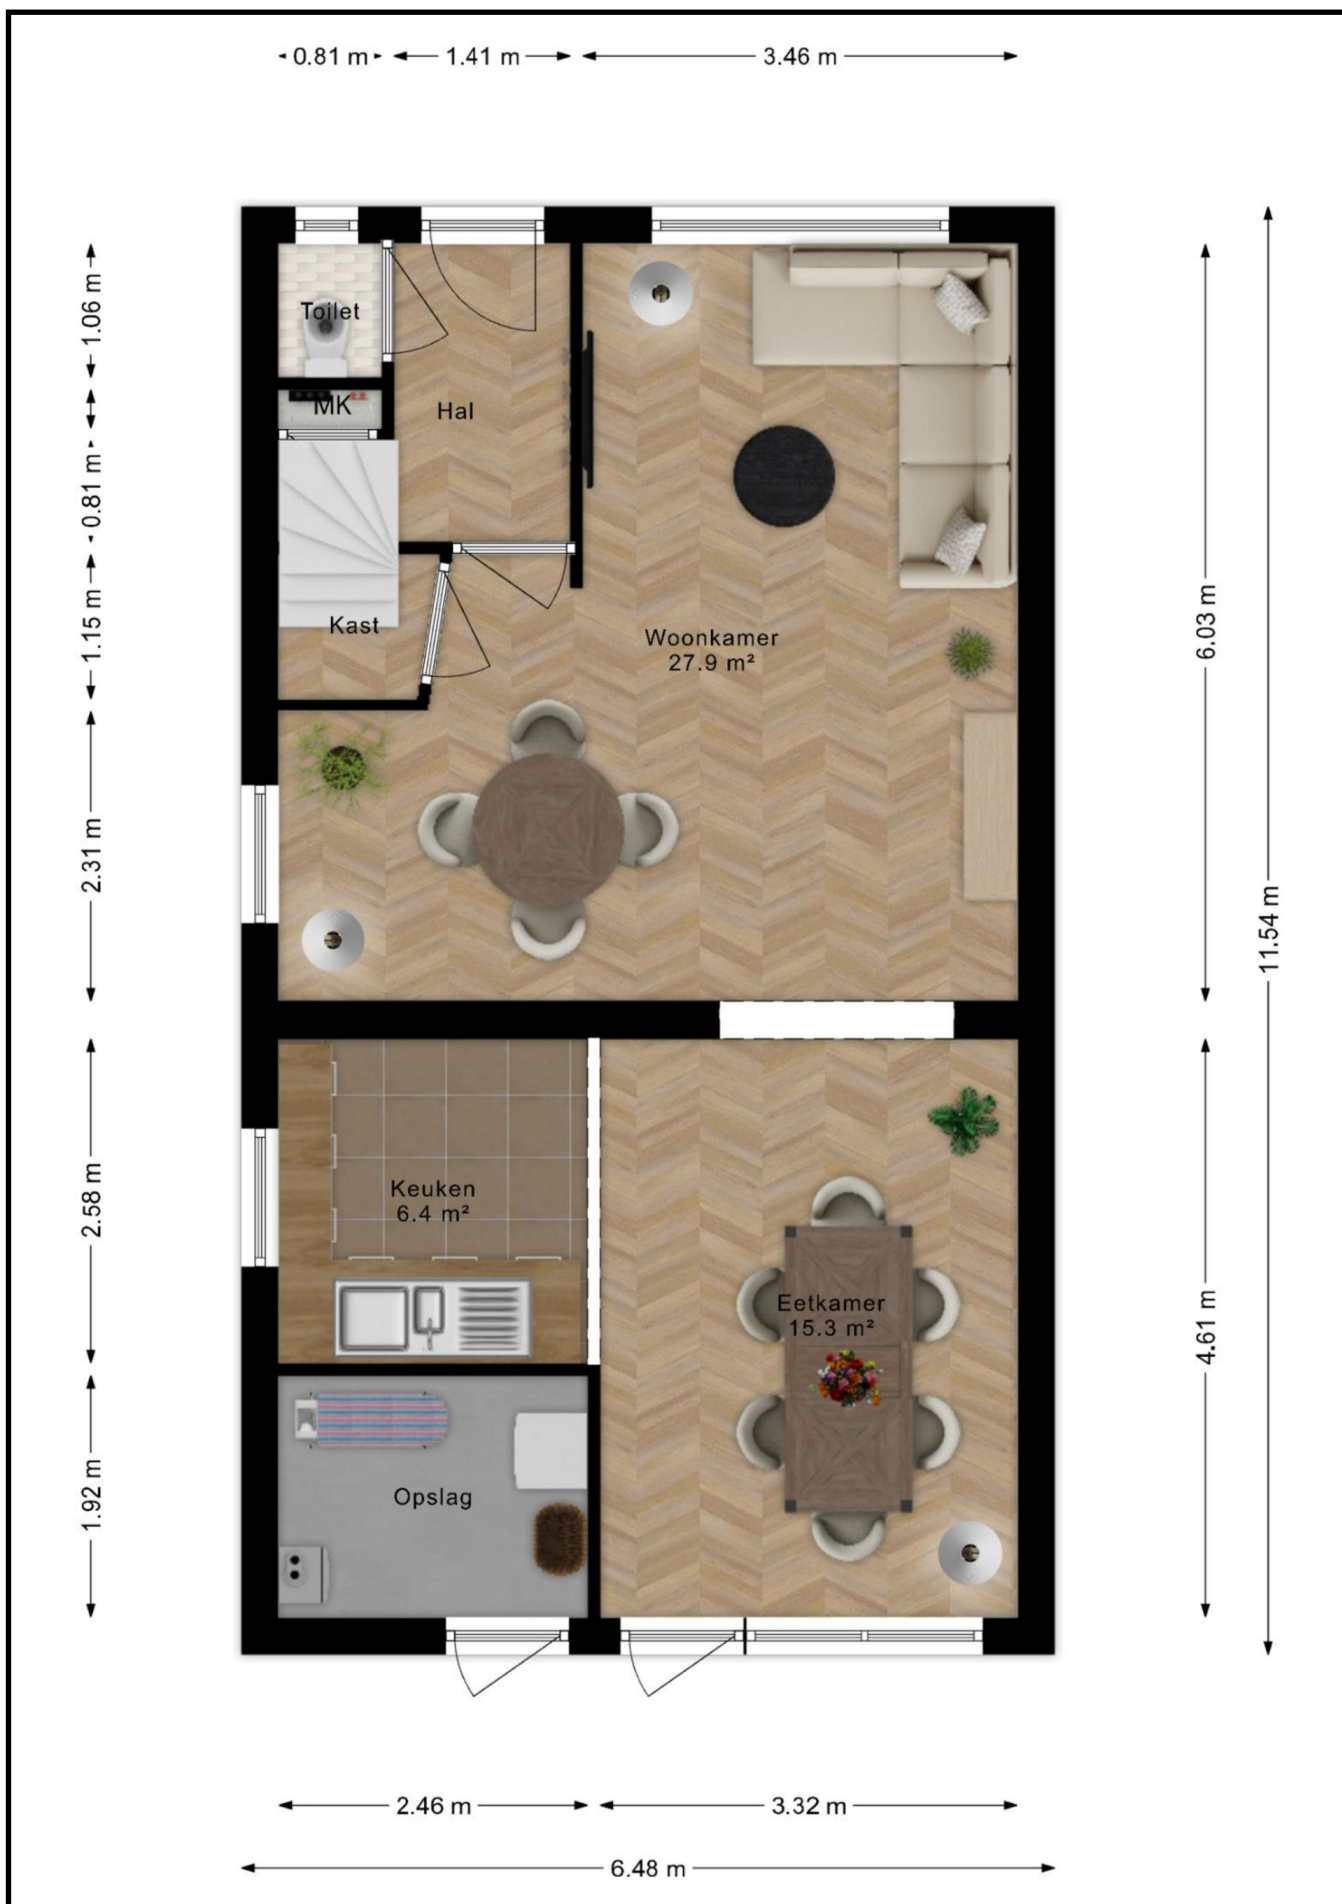 0.81 m 1.41 m 3.46 m
Toilet
1.06 m
MK
Hal
0.81 m
1.15 m
Kast
Woonkamer
27.9 m²
6.03 m
2.31 m
11.54 m
Keuken
6.4 m²
2.58 m
Eetkamer
15.3 m²
4.61 m
Opslag
1.92 m
2.46 m 3.32 m
6.48 m